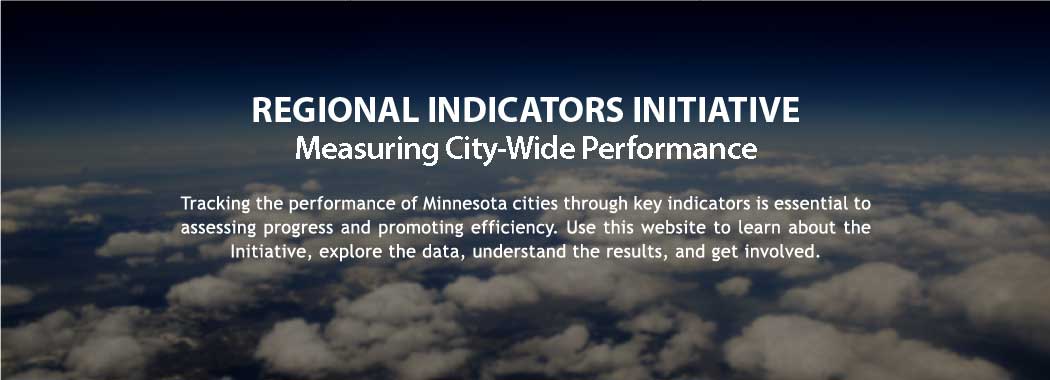 REGIONAL INDICATORS INITIATIVE
Measuring City-Wide Performance
Tracking the performance of Minnesota cities through key indicators is essential to
assessing progress and promoting efficiency. Use this website to learn about the
Initiative, explore the data, understand the results, and get involved.